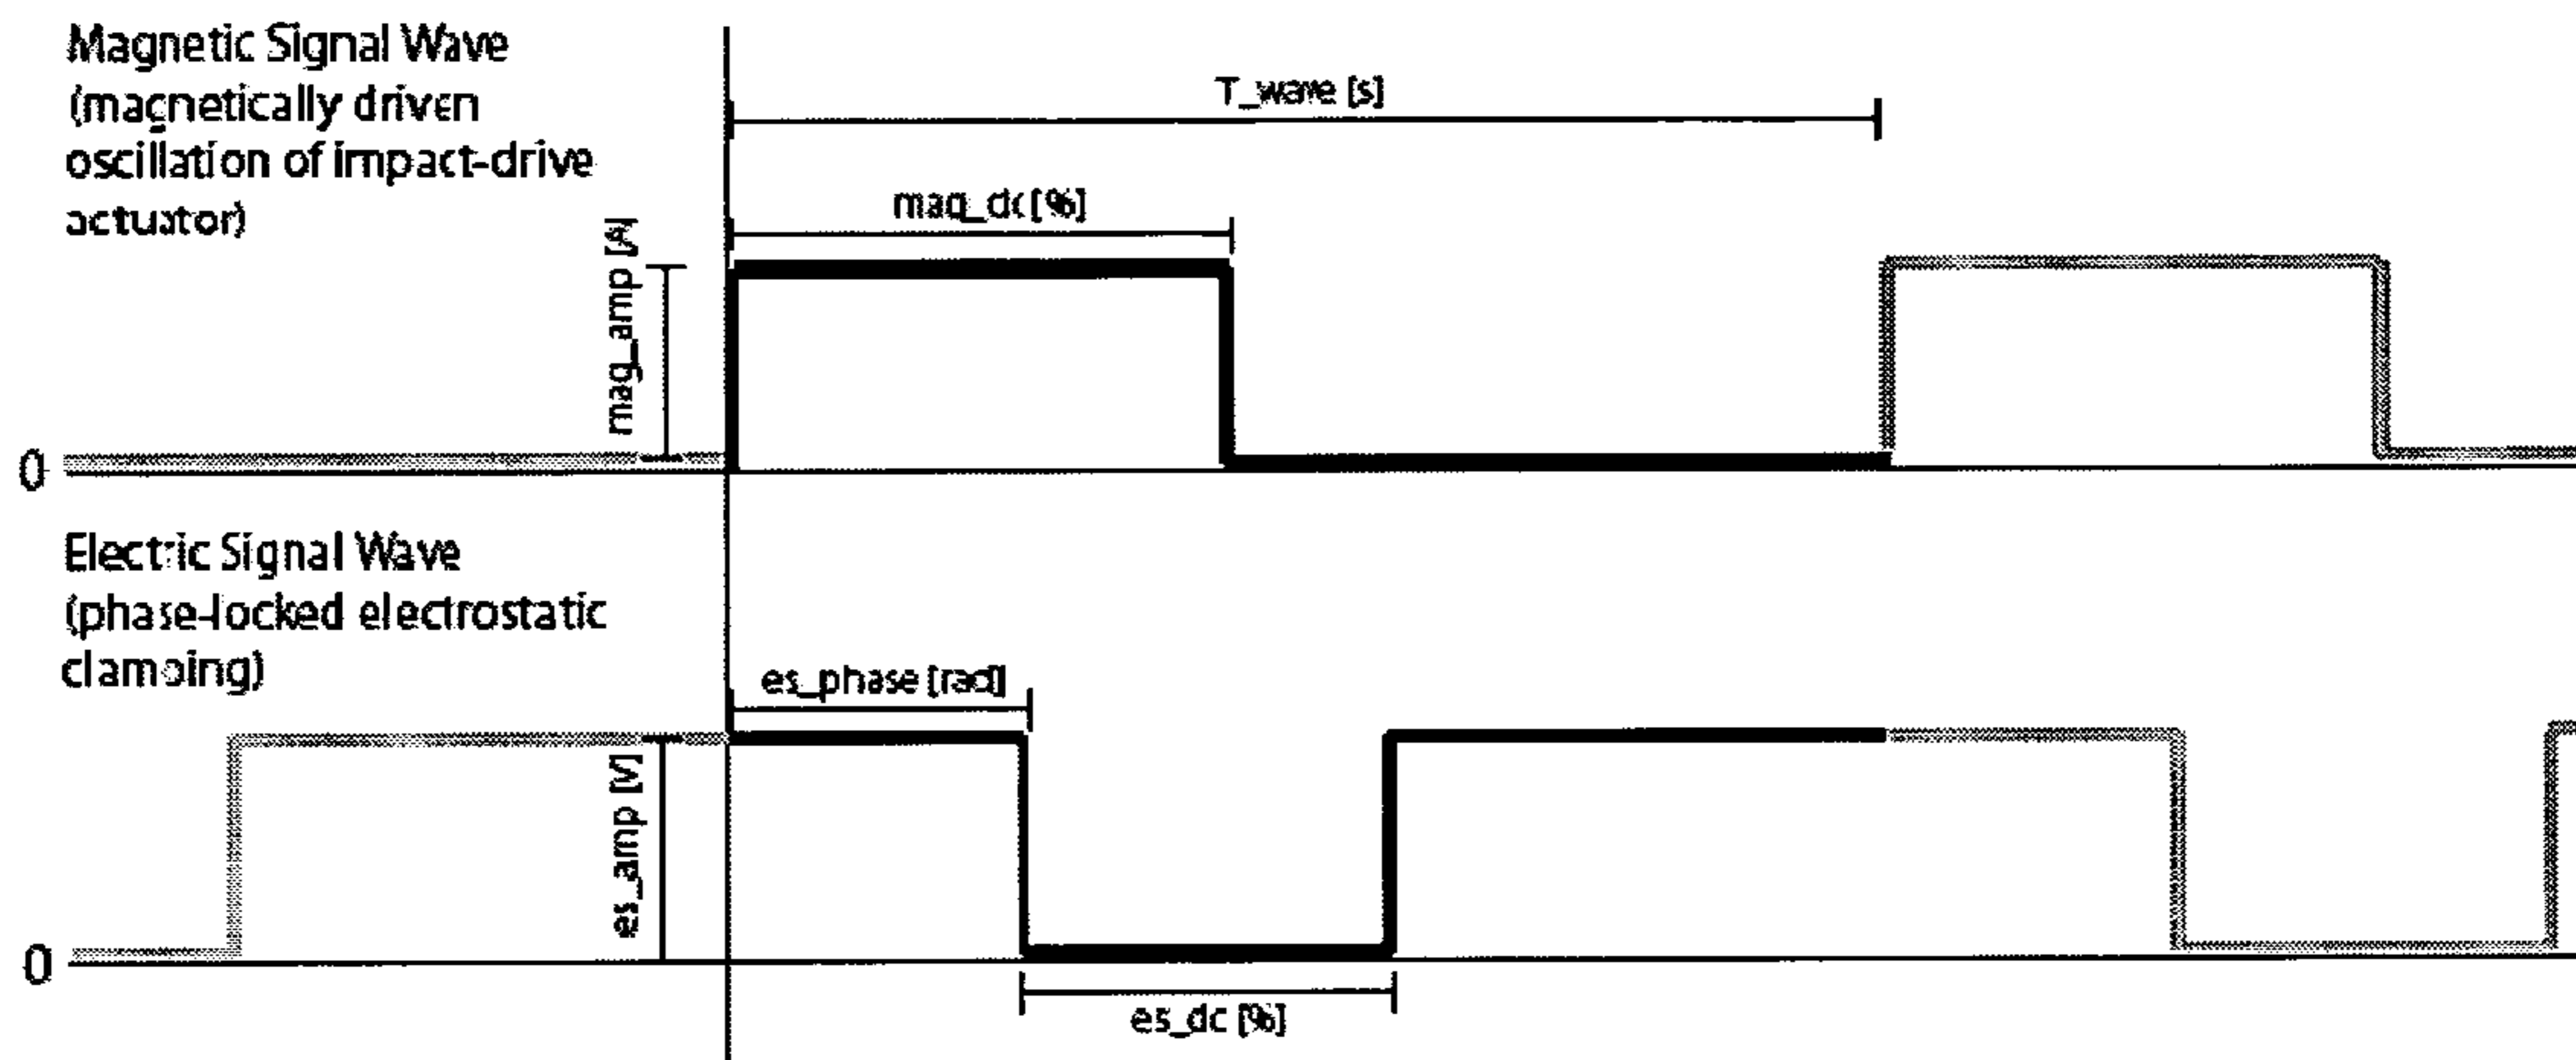 Magnetic Signal Wave
(magnetically driven
oscillation of impact-drive
actuator)
T_wave [s]
mag_dc [%]
mag_amp [A]
0
Electric Signal Wave
(phase-locked electrostatic
clamping)
es_phase [rad]
es_amp [V]
0
es_dc [%]